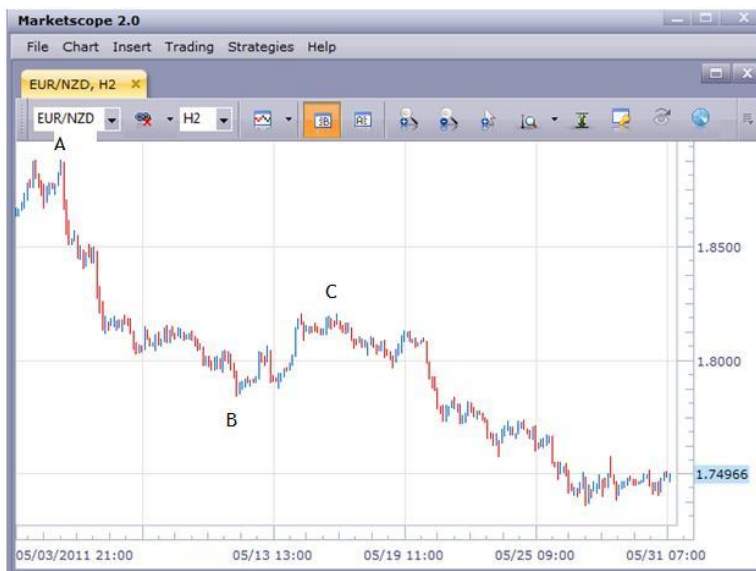 Marketscope 2.0
File Chart Insert Trading Strategies Help
EUR/NZD, H2
EUR/NZD H2
A
1.8500
C
1.8000
B
1.74966
05/03/2011 21:00 05/13 13:00 05/19 11:00 05/25 09:00 05/31 07:00